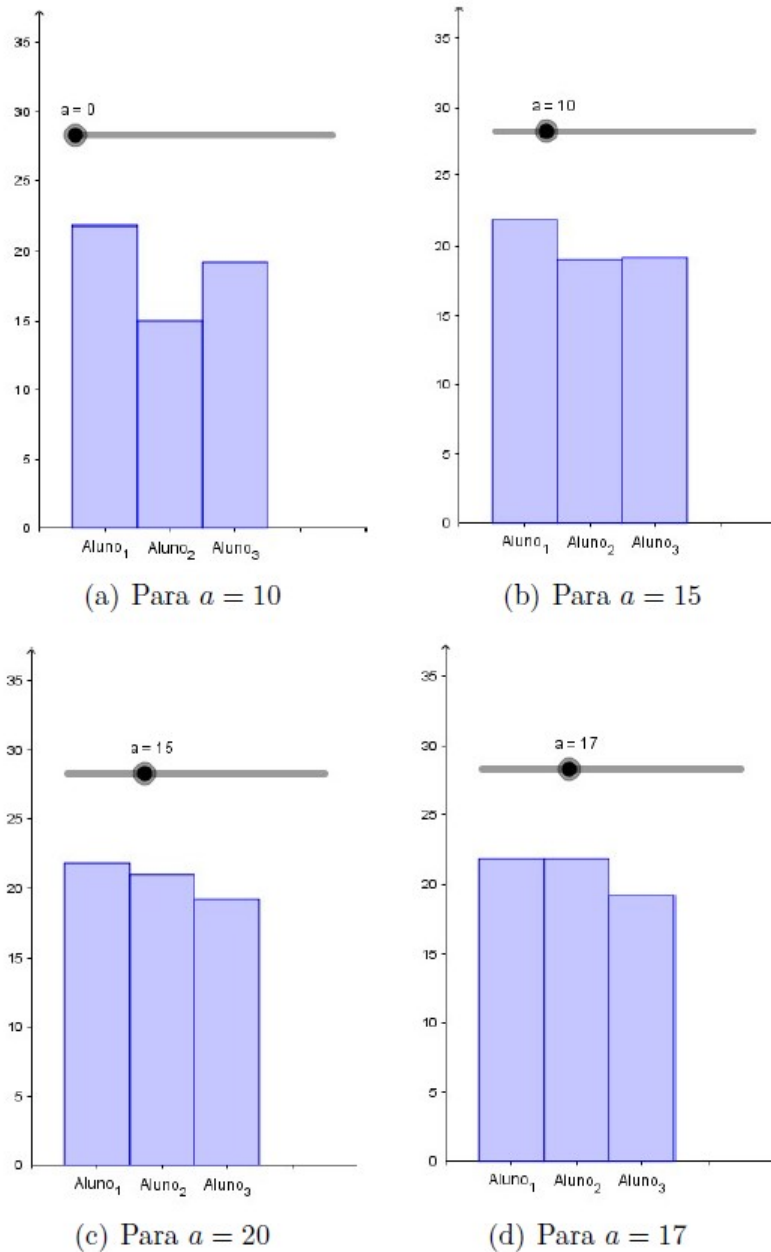 35
30
a = 0
25
20
15
10
5
0
Aluno₁ Aluno₂ Aluno₃
(a) Para a = 10
35
30
a = 10
25
20
15
10
5
0
Aluno₁ Aluno₂ Aluno₃
(b) Para a = 15
35
30
a = 15
25
20
15
10
5
0
Aluno₁ Aluno₂ Aluno₃
(c) Para a = 20
35
30
a = 17
25
20
15
10
5
0
Aluno₁ Aluno₂ Aluno₃
(d) Para a = 17